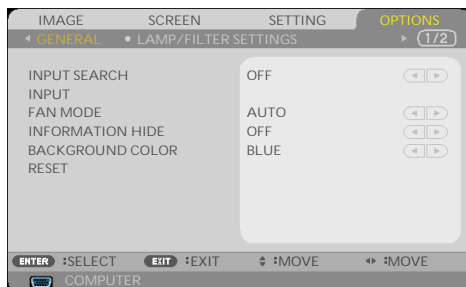 IMAGE SCREEN SETTING OPTIONS
GENERAL • LAMP/FILTER SETTINGS (1/2)
INPUT SEARCH OFF
INPUT
FAN MODE AUTO
INFORMATION HIDE OFF
BACKGROUND COLOR BLUE
RESET
ENTER :SELECT EXIT :EXIT :MOVE :MOVE
COMPUTER